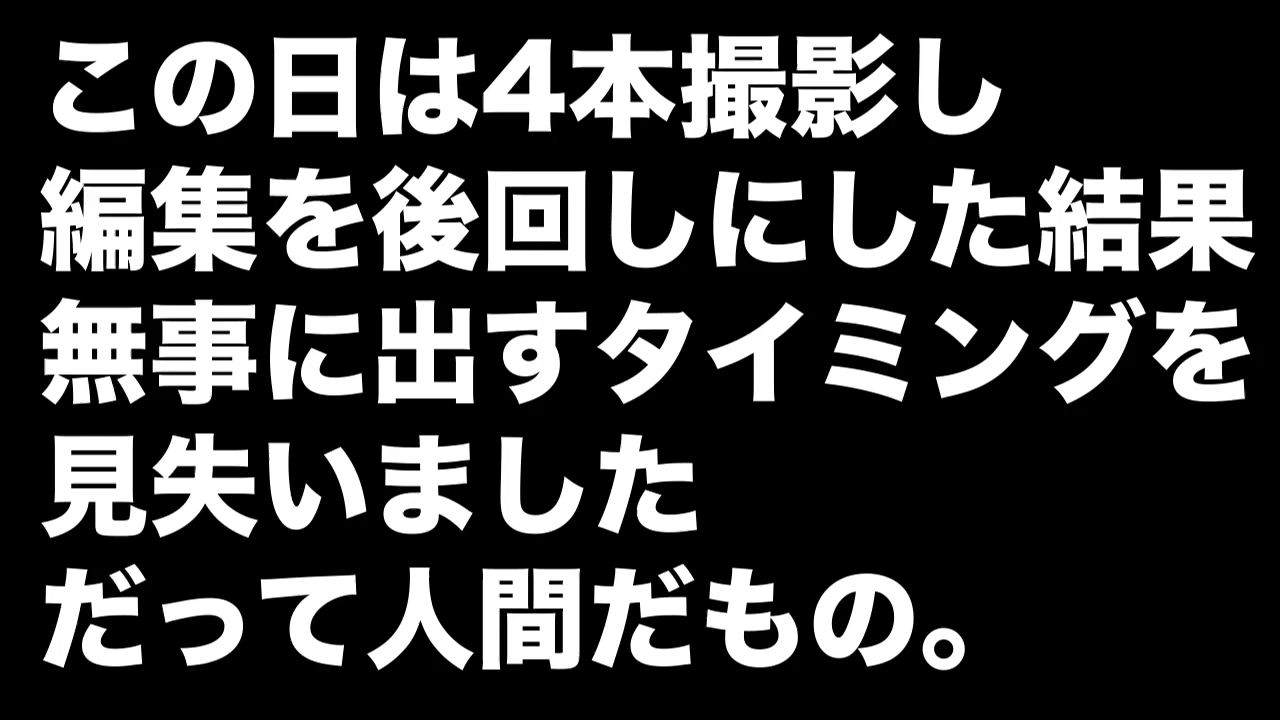 この日は4本撮影し
編集を後回しにした結果
無事に出すタイミングを
見失いました
だって人間だもの。